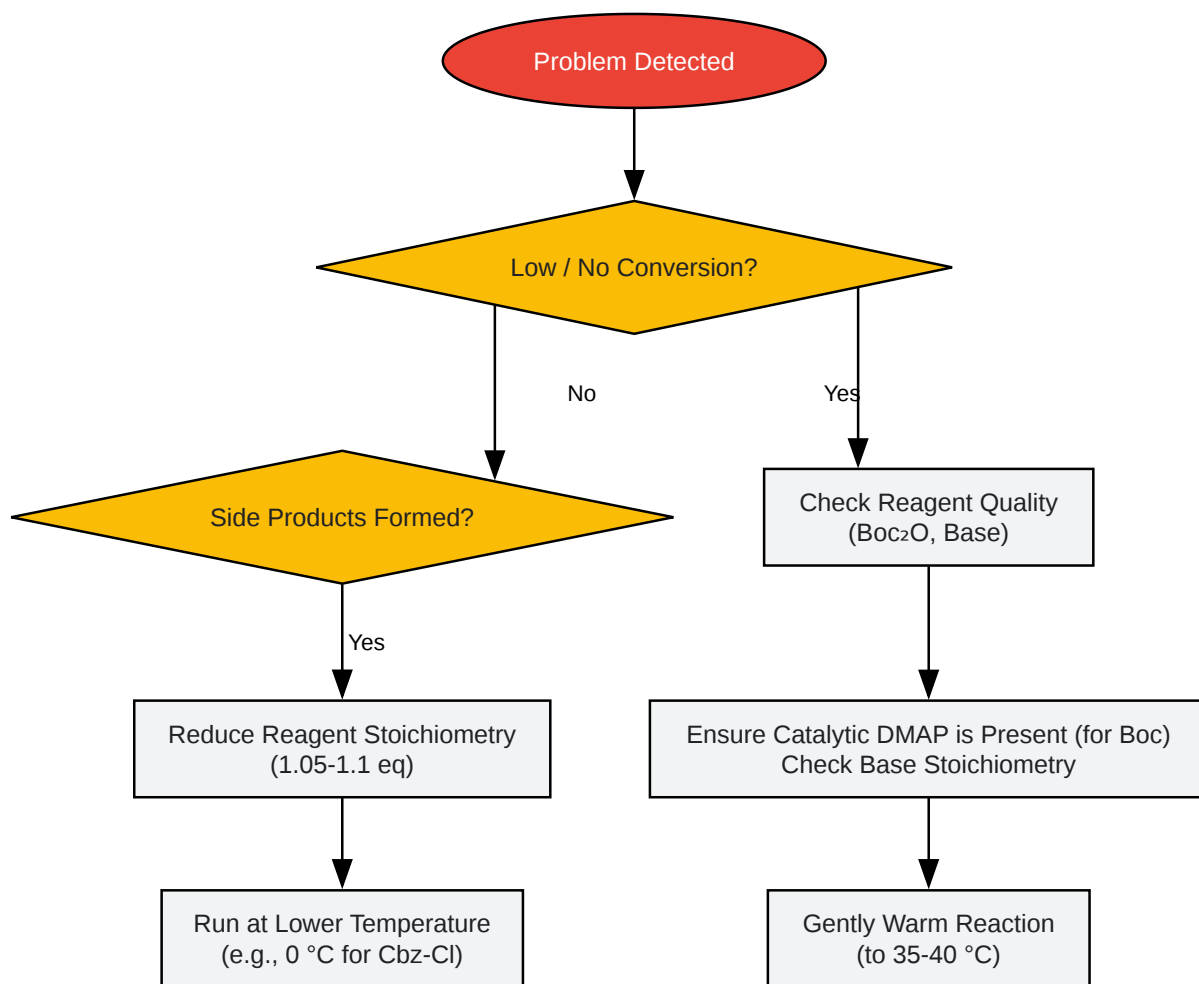 Problem Detected
Low / No Conversion?
No
Yes
Side Products Formed?
Check Reagent Quality
(Boc₂O, Base)
Yes
Reduce Reagent Stoichiometry
(1.05-1.1 eq)
Ensure Catalytic DMAP is Present (for Boc)
Check Base Stoichiometry
Run at Lower Temperature
(e.g., 0 °C for Cbz-Cl)
Gently Warm Reaction
(to 35-40 °C)